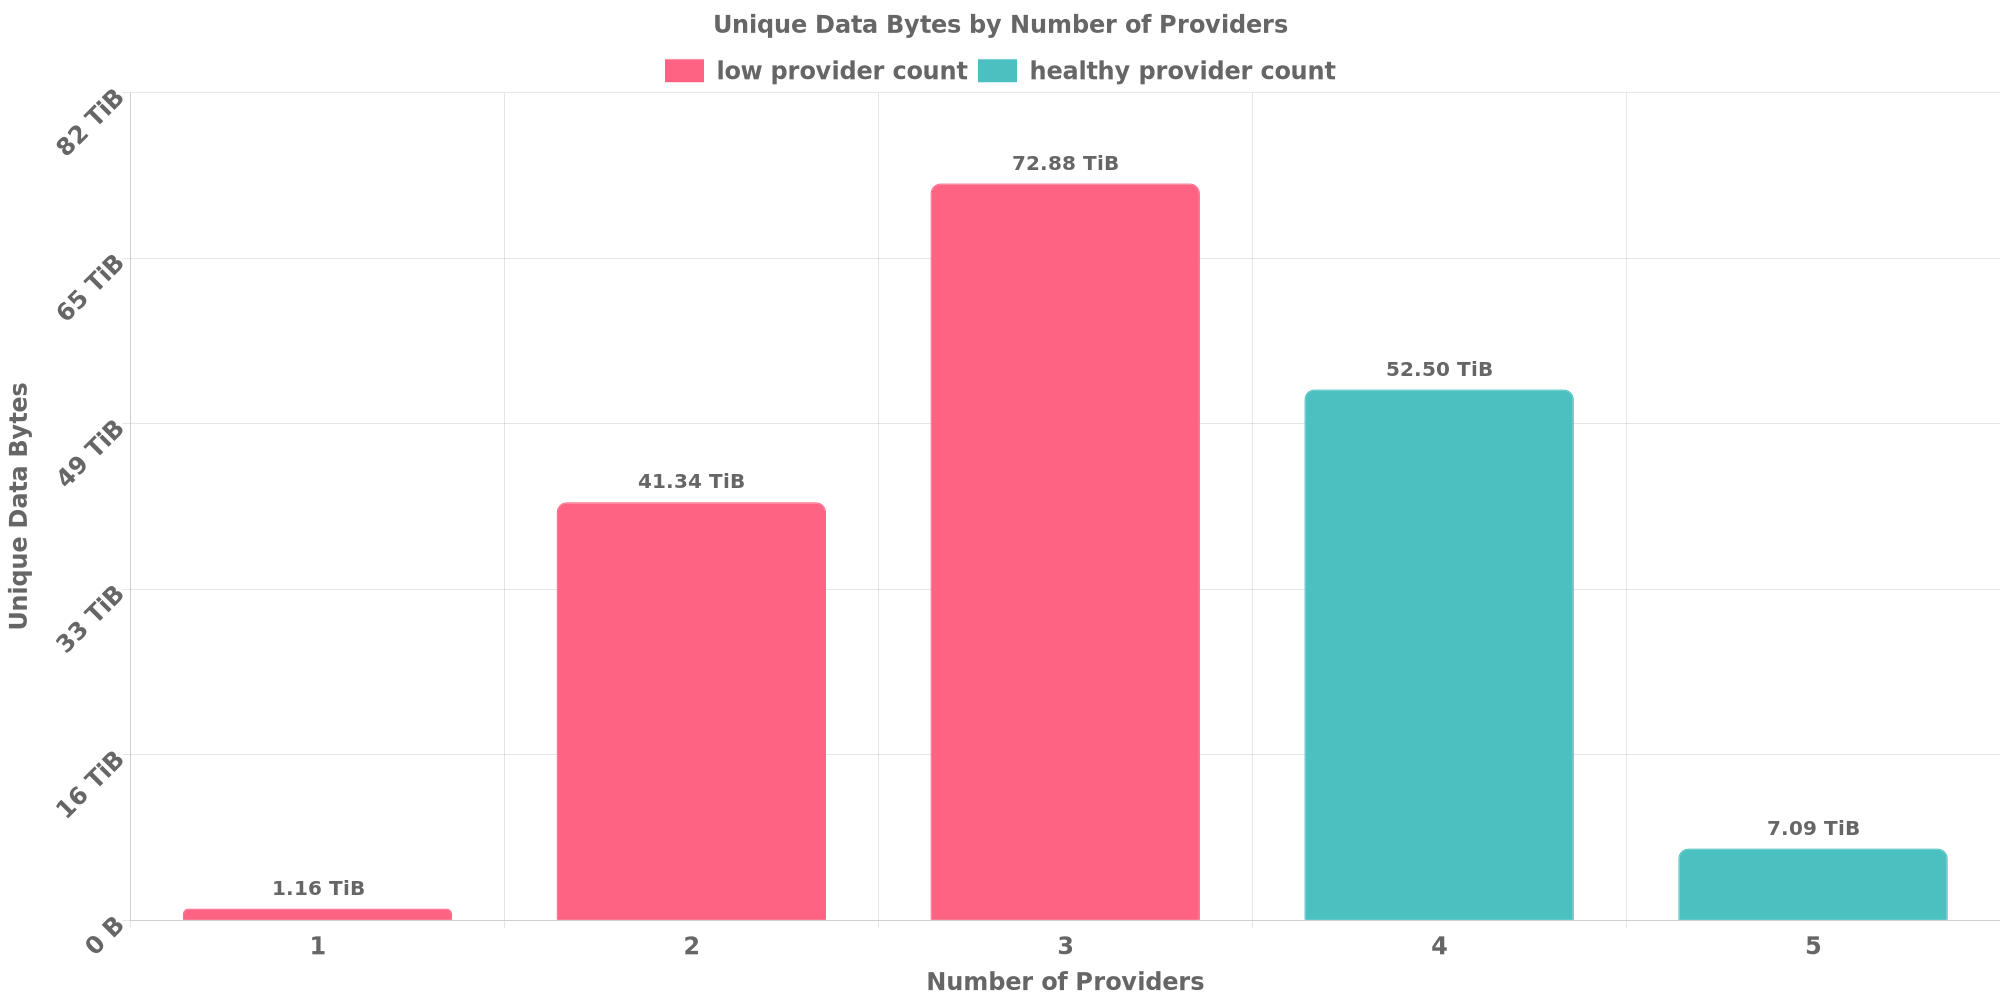 Unique Data Bytes by Number of Providers
low provider count healthy provider count
82 TiB
65 TiB
49 TiB
33 TiB
16 TiB
0 B
Unique Data Bytes
1.16 TiB
41.34 TiB
72.88 TiB
52.50 TiB
7.09 TiB
1 2 3 4 5
Number of Providers